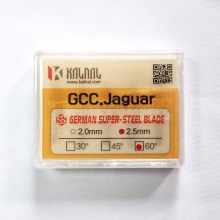 KALNAL
www.kalnal.com
GCC.Jaguar
GERMAN SUPER-STEEL BLADE
2.0mm 2.5mm
30° 45° 60°